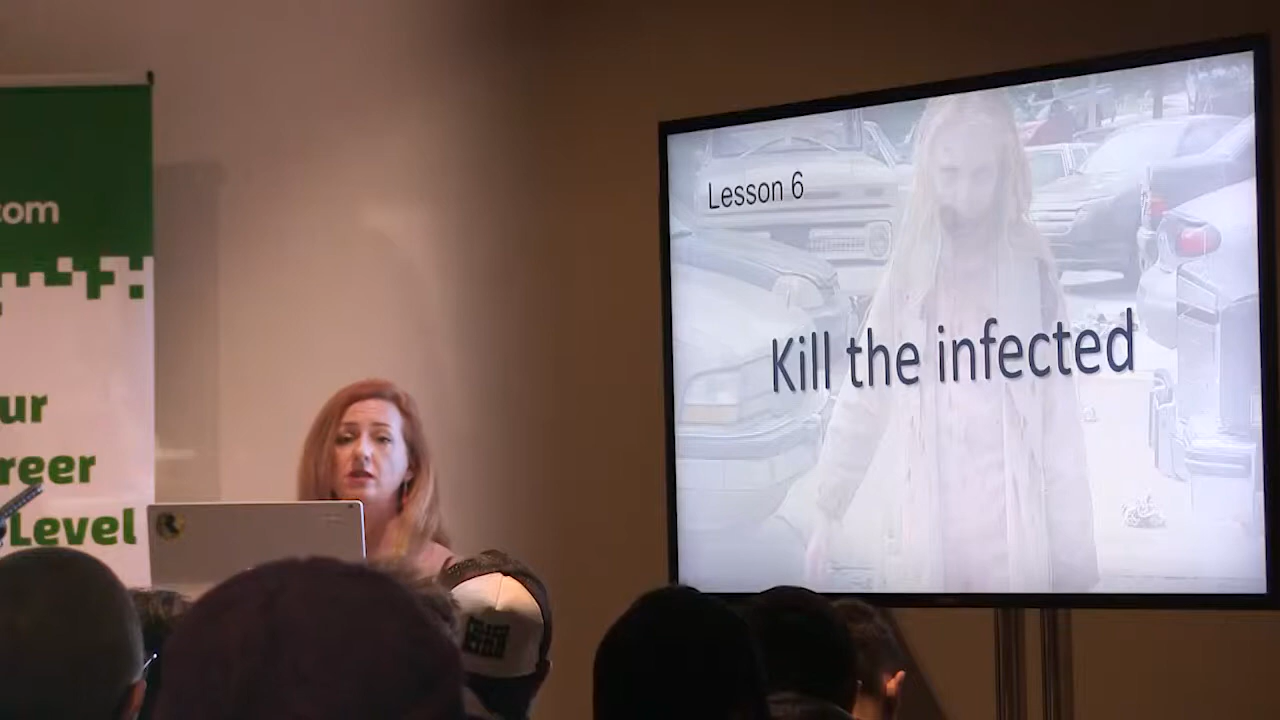 com
ur
reer
Level
Lesson 6
Kill the infected